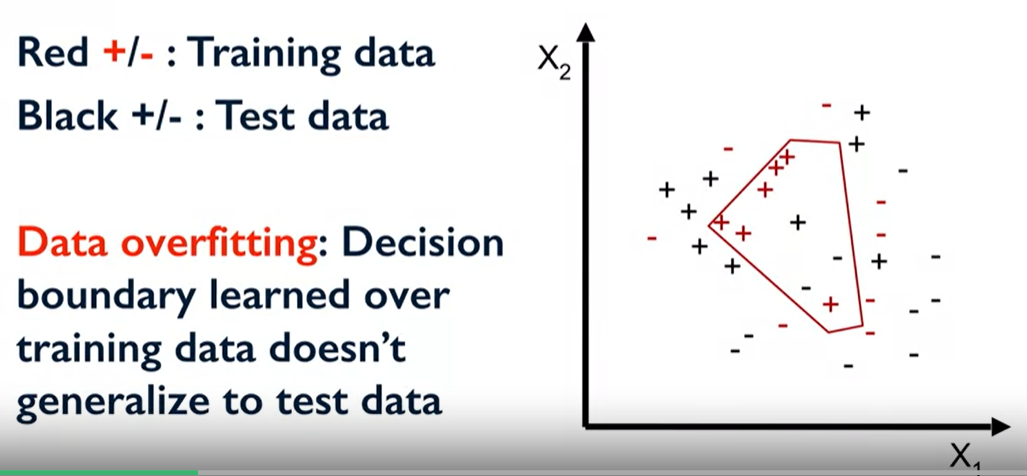 Red +/- : Training data
Black +/- : Test data
Data overfitting: Decision
boundary learned over
training data doesn't
generalize to test data
X₂
X₁